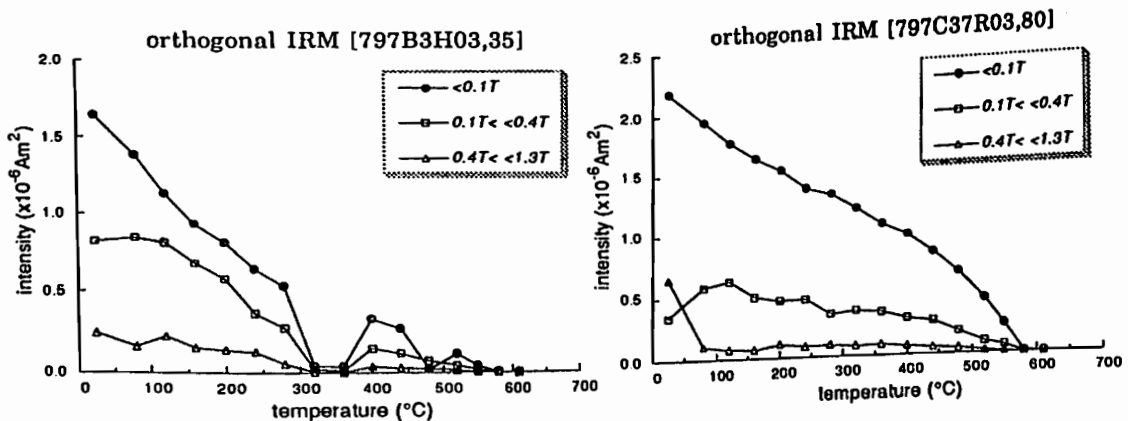 orthogonal IRM [797B3H03,35]
2.0
1.5
1.0
0.5
0.0
intensity (x10-6Am2)
<0.1T
0.1T< <0.4T
0.4T< <1.3T
0 100 200 300 400 500 600 700
temperature (°C)
orthogonal IRM [797C37R03,80]
2.5
2.0
1.5
1.0
0.5
0.0
intensity (x10-6Am2)
<0.1T
0.1T< <0.4T
0.4T< <1.3T
0 100 200 300 400 500 600 700
temperature (°C)